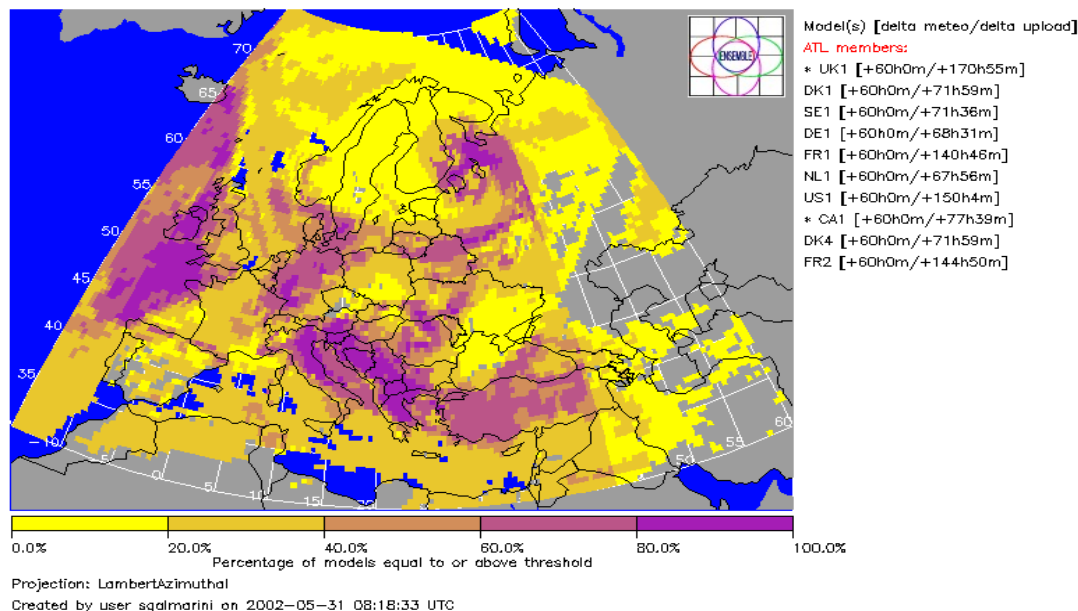 70
65
60
55
50
45
40
35
-10
0
5
10
15
20
50
55
60
ENSEMBLE
Model(s) [delta meteo/delta upload]
ATL members:
* UK1 [+60h0m/+170h55m]
DK1 [+60h0m/+71h59m]
SE1 [+60h0m/+71h36m]
DE1 [+60h0m/+68h31m]
FR1 [+60h0m/+140h46m]
NL1 [+60h0m/+67h56m]
US1 [+60h0m/+150h4m]
* CA1 [+60h0m/+77h39m]
DK4 [+60h0m/+71h59m]
FR2 [+60h0m/+144h50m]
0.0% 20.0% 40.0% 60.0% 80.0% 100.0%
Percentage of models equal to or above threshold
Projection: LambertAzimuthal
Created by user sgalmarini on 2002-05-31 08:18:33 UTC